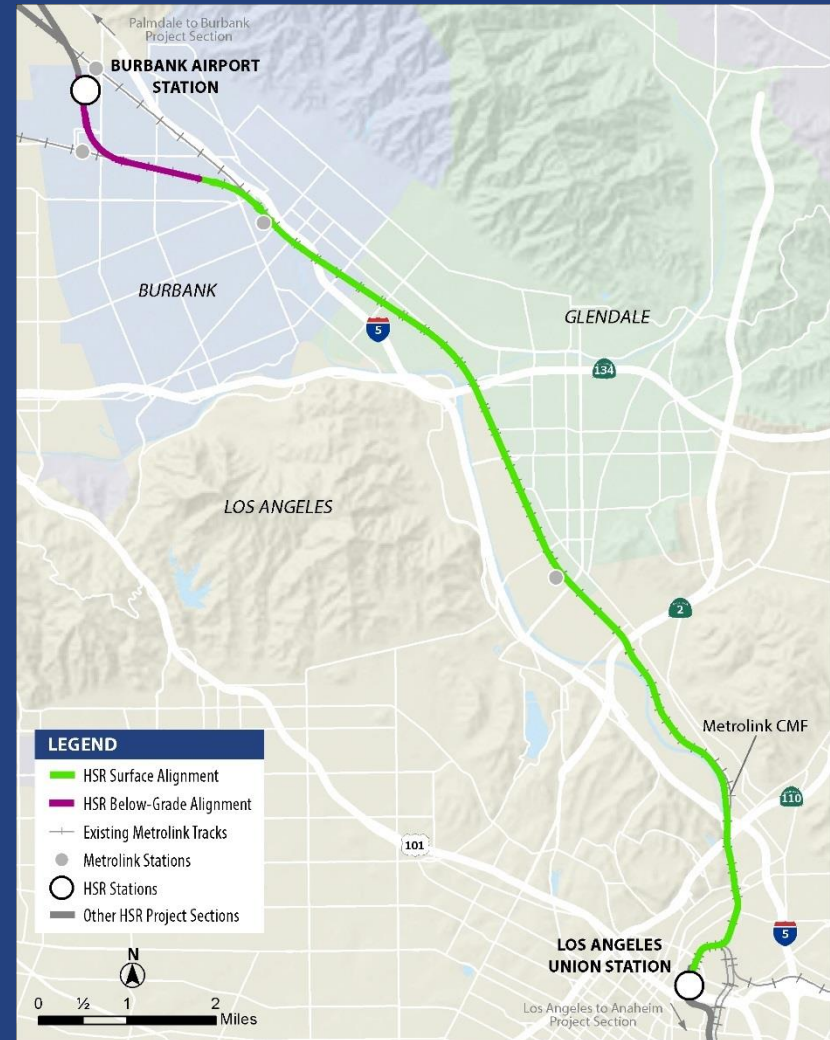 Palmdale to Burbank
Project Section
BURBANK AIRPORT
STATION
BURBANK
GLENDALE
5
134
LOS ANGELES
2
Metrolink CMF
110
101
LEGEND
HSR Surface Alignment
HSR Below-Grade Alignment
Existing Metrolink Tracks
Metrolink Stations
HSR Stations
Other HSR Project Sections
5
LOS ANGELES
UNION STATION
N
0 ½ 1 2
Miles
Los Angeles to Anaheim
Project Section